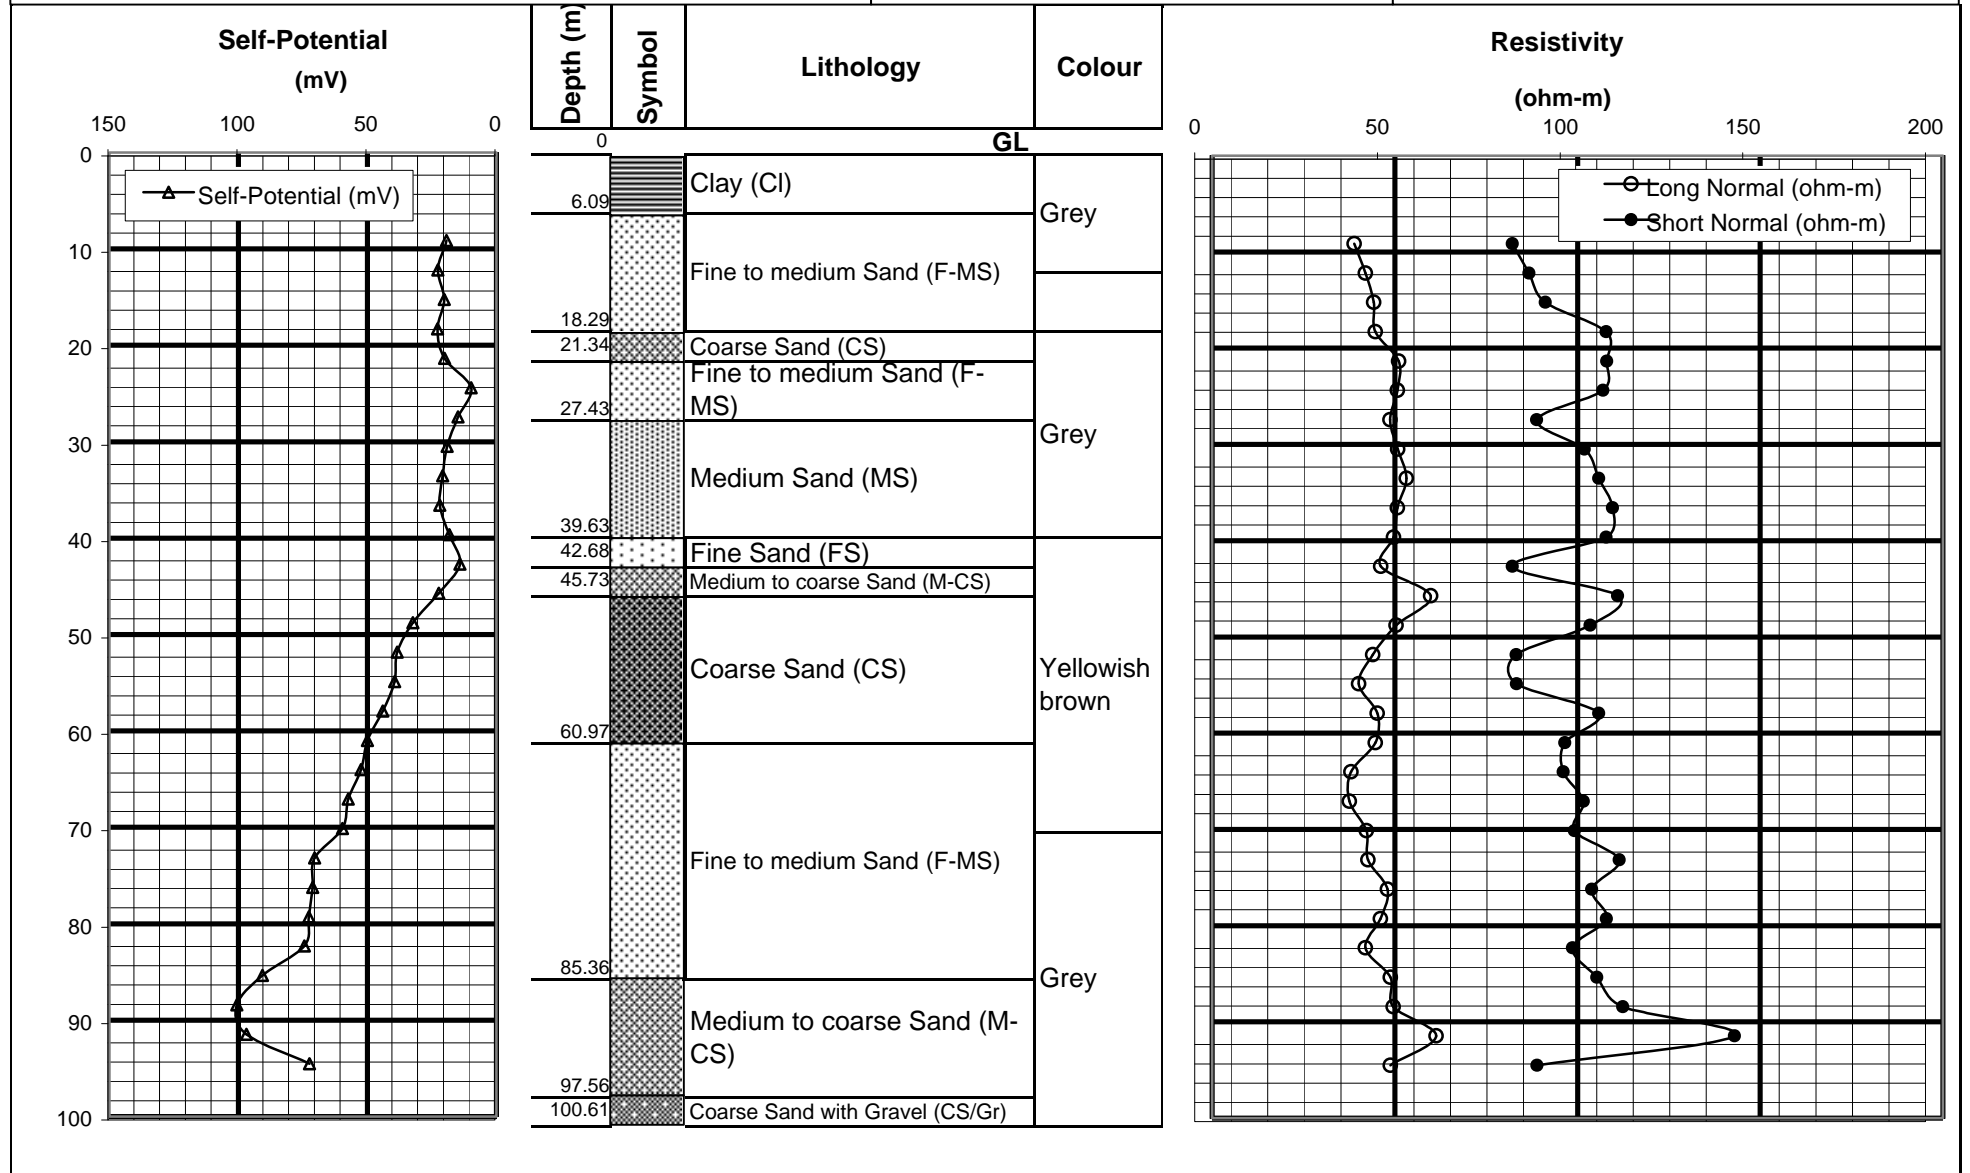 Self-Potential
(mV)
150 100 50 0
0
10
20
30
40
50
60
70
80
90
100
Self-Potential (mV)
Depth (m)
Symbol
Lithology
Colour
0 GL
Clay (Cl)
6.09
Grey
Fine to medium Sand (F-MS)
18.29
21.34
Coarse Sand (CS)
Fine to medium Sand (F-
MS)
27.43
Grey
Medium Sand (MS)
39.63
42.68
Fine Sand (FS)
45.73
Medium to coarse Sand (M-CS)
Coarse Sand (CS)
Yellowish
brown
60.97
Fine to medium Sand (F-MS)
85.36
Grey
Medium to coarse Sand (M-
CS)
97.56
100.61
Coarse Sand with Gravel (CS/Gr)
Resistivity
(ohm-m)
0 50 100 150 200
Long Normal (ohm-m)
Short Normal (ohm-m)